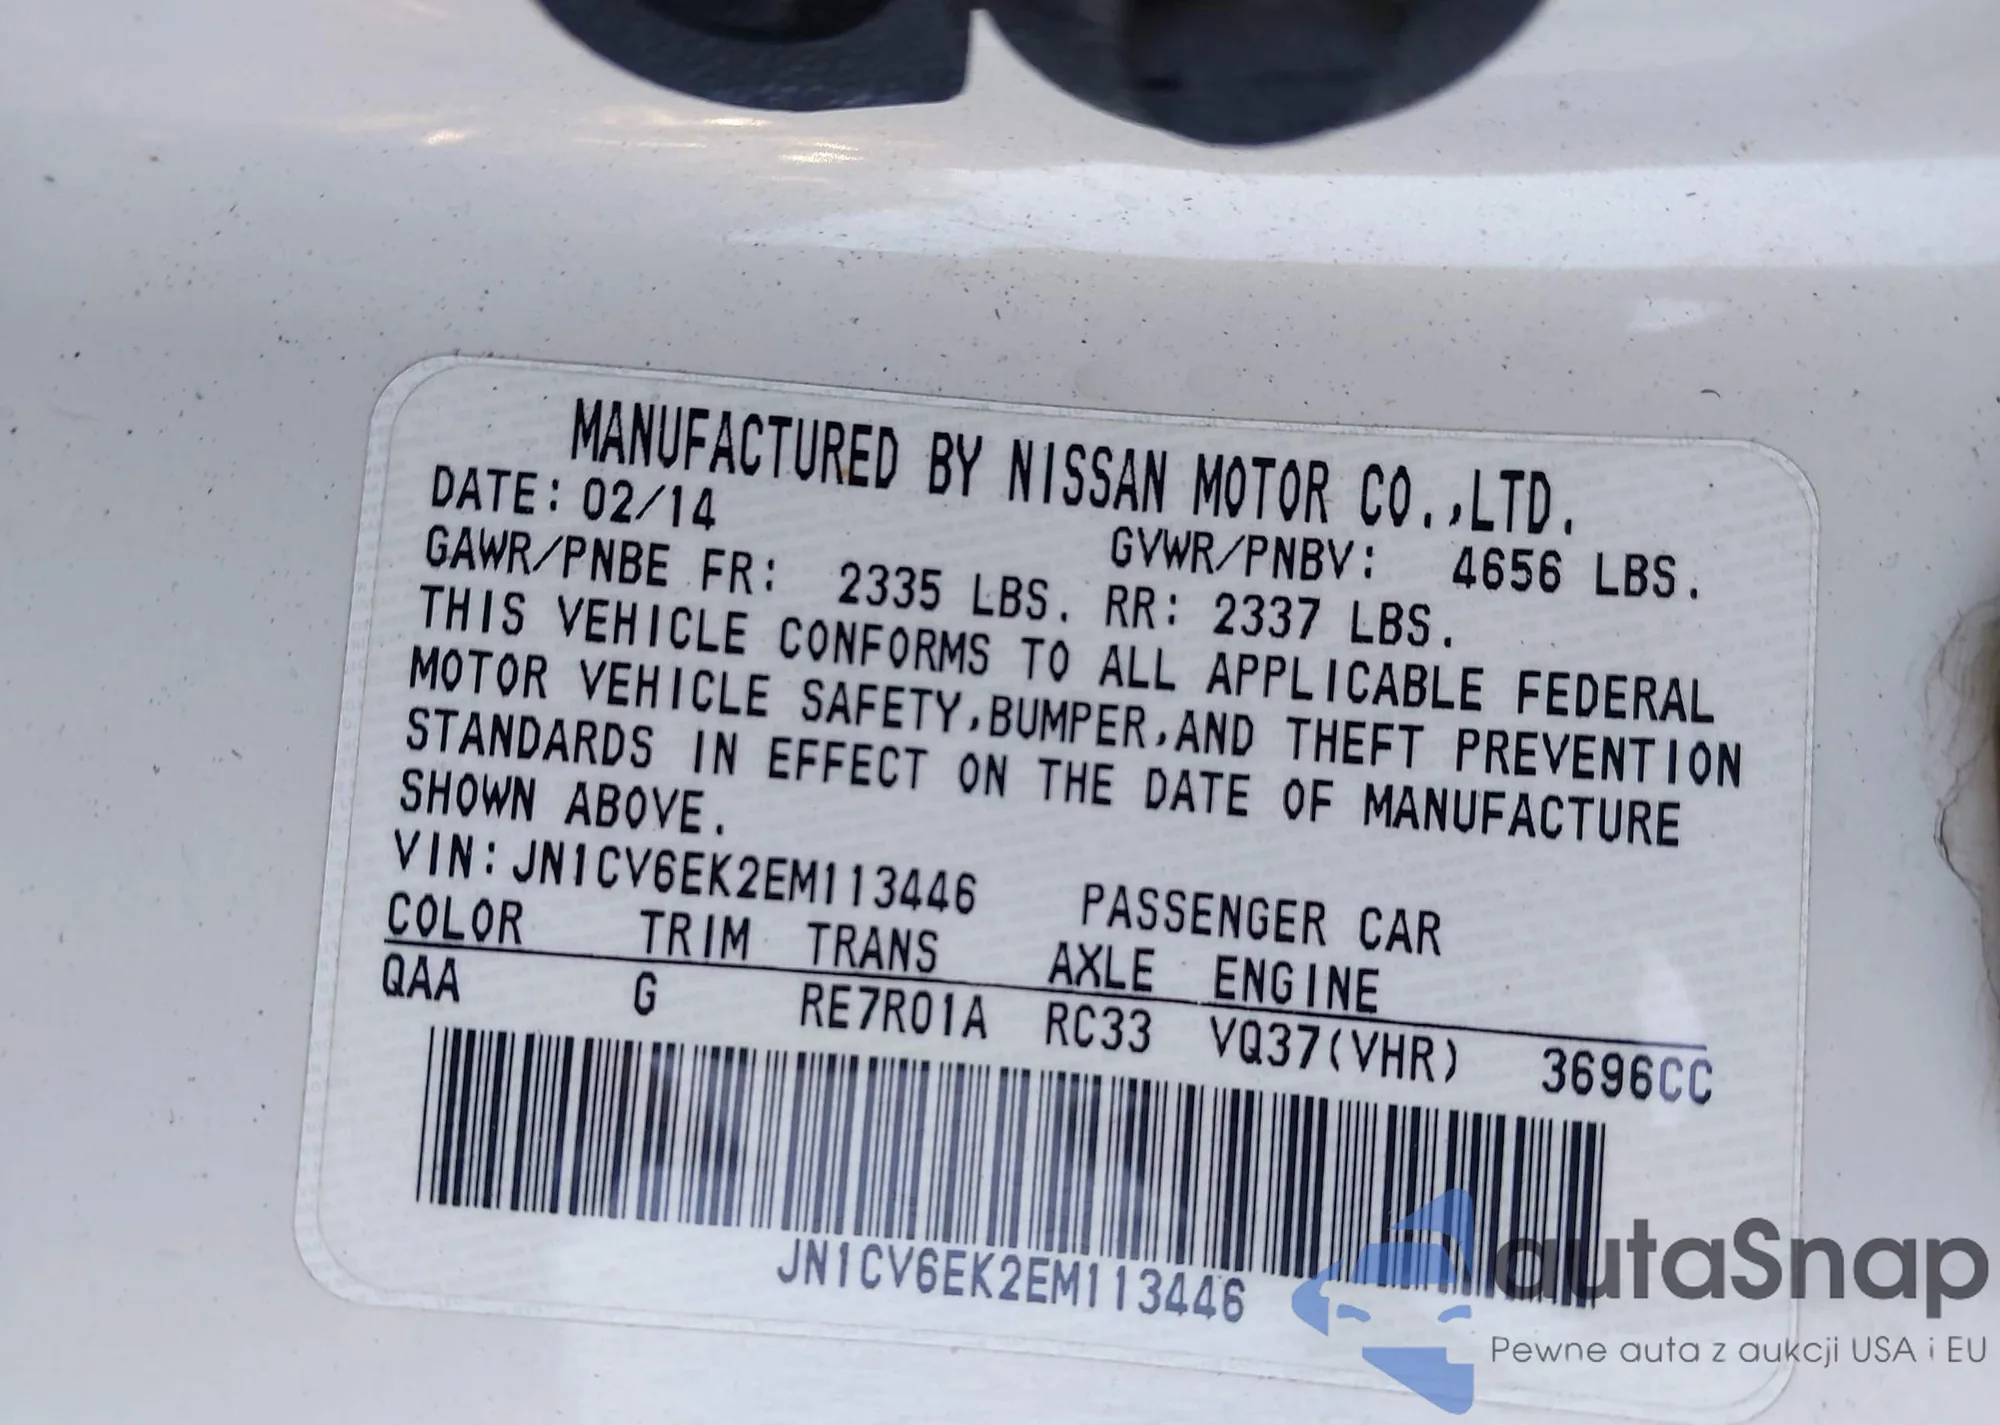 MANUFACTURED BY NISSAN MOTOR CO.,LTD.
DATE: 02/14 GVWR/PNBV: 4656 LBS.
GAWR/PNBE FR: 2335 LBS. RR: 2337 LBS.
THIS VEHICLE CONFORMS TO ALL APPLICABLE FEDERAL
MOTOR VEHICLE SAFETY,BUMPER,AND THEFT PREVENTION
STANDARDS IN EFFECT ON THE DATE OF MANUFACTURE
SHOWN ABOVE.
VIN:JN1CV6EK2EM113446 PASSENGER CAR
COLOR TRIM TRANS AXLE ENGINE
QAA G RE7R01A RC33 VQ37(VHR) 3696CC
JN1CV6EK2EM113446
autaSnap
Pewne auta z aukcji USA i EU